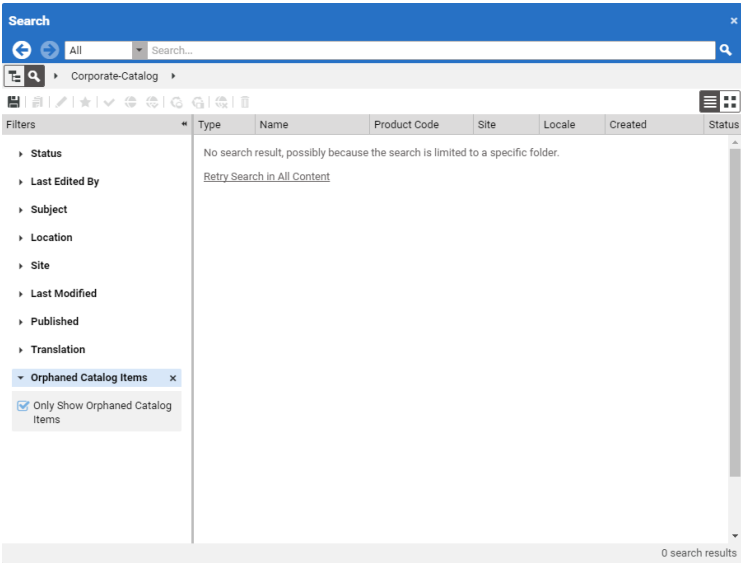 Search
All
Search...
Corporate-Catalog
Filters
Type Name Product Code Site Locale Created Status
Status
No search result, possibly because the search is limited to a specific folder.
Retry Search in All Content
Last Edited By
Subject
Location
Site
Last Modified
Published
Translation
Orphaned Catalog Items
Only Show Orphaned Catalog
Items
0 search results